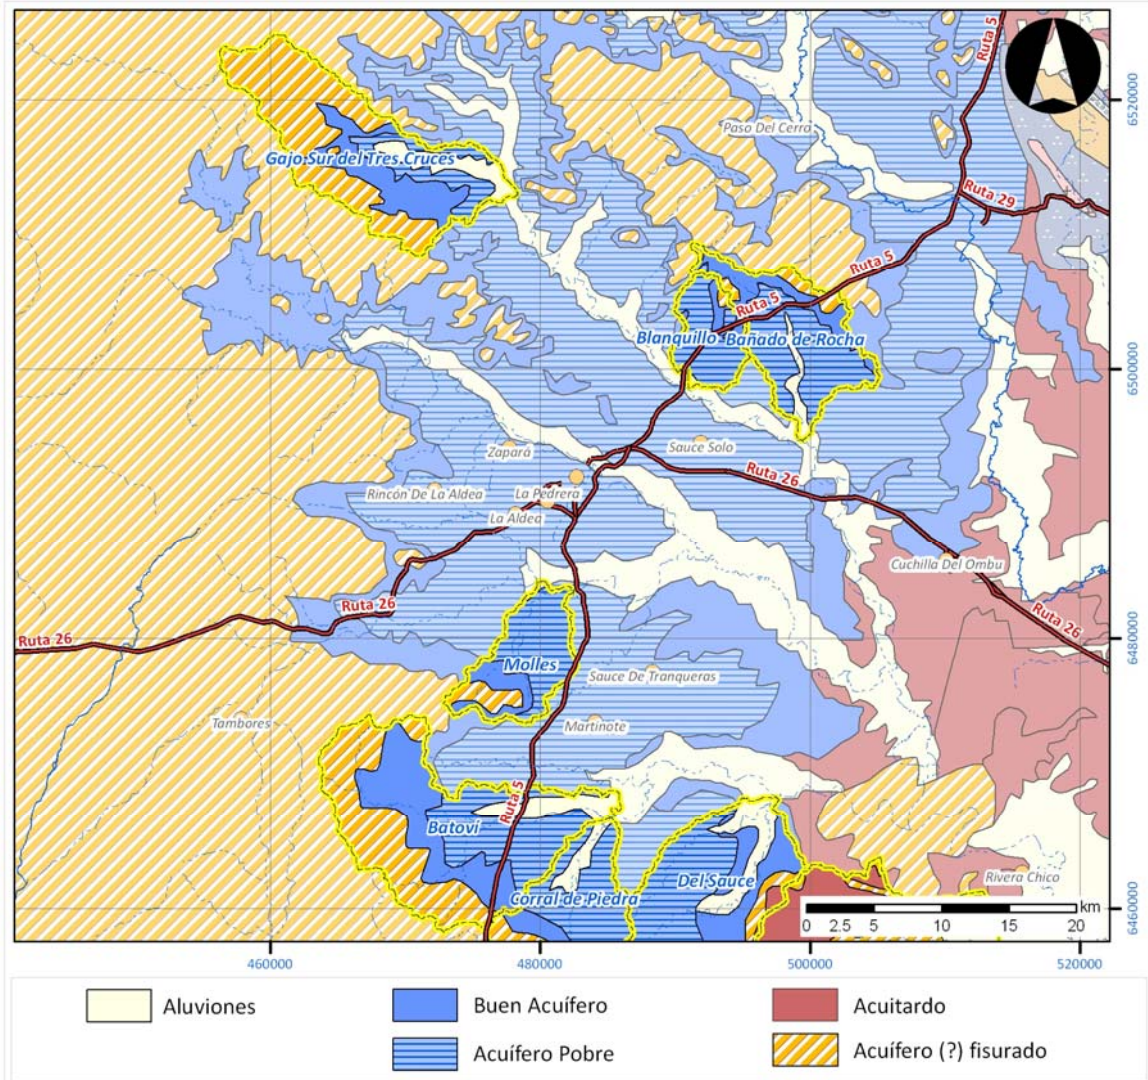 Ruta 5
6520000
Paso Del Cerro
Gajo Sur del Tres Cruces
Ruta 29
Ruta 5
Ruta 5
Blanquillo
Bañado de Rocha
6500000
Zapará
Sauce Solo
Ruta 26
Rincón De La Aldea
La Pedrera
La Aldea
Cuchilla Del Ombu
Ruta 26
Ruta 26
Ruta 26
6480000
Molles
Sauce De Tranqueras
Tambores
Martinote
Ruta 5
Batoví
Del Sauce
Rivera Chico
Corral de Piedra
km
0 2.5 5 10 15 20
6460000
460000 480000 500000 520000
Aluviones
Buen Acuífero
Acuitardo
Acuífero Pobre
Acuífero (?) fisurado